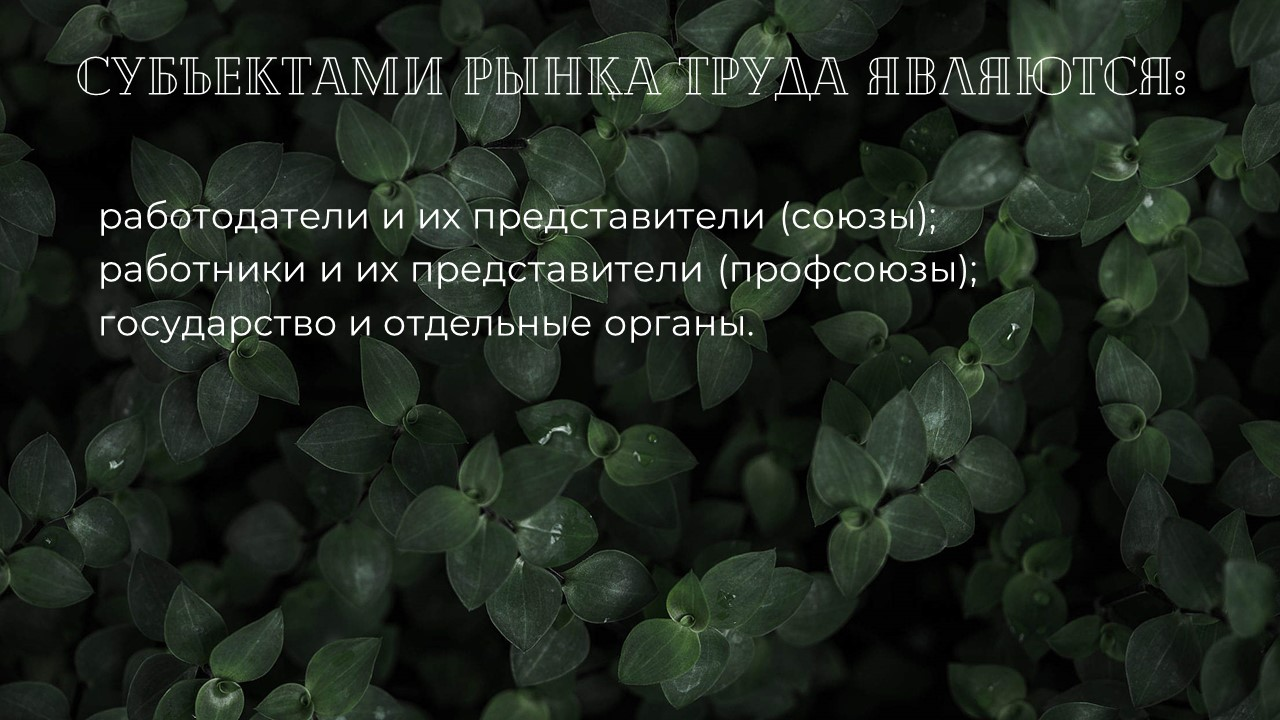 СУБЪЕКТАМИ РЫНКА ТРУДА ЯВЛЯЮТСЯ:
работодатели и их представители (союзы);
работники и их представители (профсоюзы);
государство и отдельные органы.